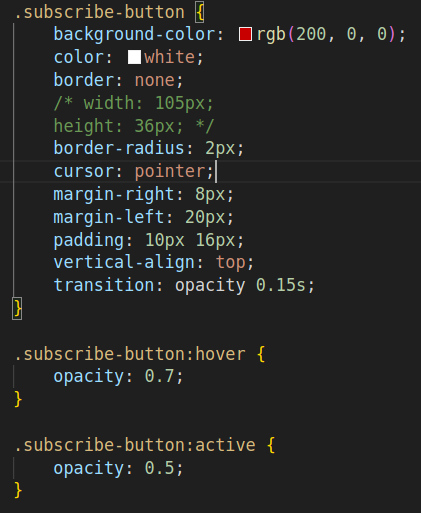 .subscribe-button {
    background-color: rgb(200, 0, 0);
    color: white;
    border: none;
    /* width: 105px;
    height: 36px; */
    border-radius: 2px;
    cursor: pointer;
    margin-right: 8px;
    margin-left: 20px;
    padding: 10px 16px;
    vertical-align: top;
    transition: opacity 0.15s;
}

.subscribe-button:hover {
    opacity: 0.7;
}

.subscribe-button:active {
    opacity: 0.5;
}